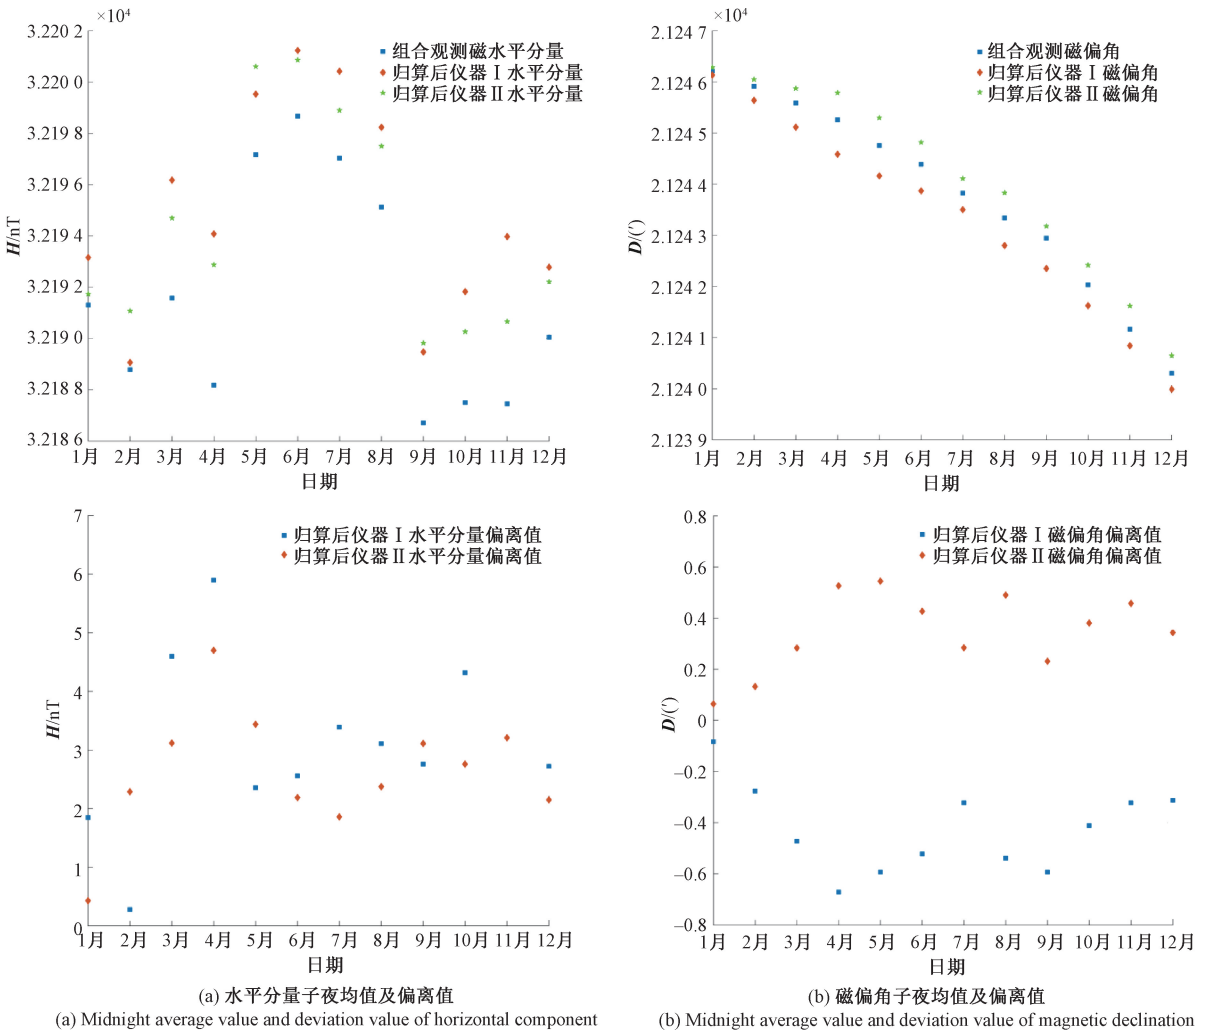 ×10⁴
3.220 2
3.220 0
3.219 8
3.219 6
3.219 4
3.219 2
3.219 0
3.218 8
3.218 6
H/nT
组合观测磁水平分量
归算后仪器Ⅰ水平分量
归算后仪器Ⅱ水平分量
1月 2月 3月 4月 5月 6月 7月 8月 9月 10月 11月 12月
日期
×10⁴
2.124 7
2.124 6
2.124 5
2.124 4
2.124 3
2.124 2
2.124 1
2.124 0
2.123 9
D/(′)
组合观测磁偏角
归算后仪器Ⅰ磁偏角
归算后仪器Ⅱ磁偏角
1月 2月 3月 4月 5月 6月 7月 8月 9月 10月 11月 12月
日期
7
6
5
4
3
2
1
0
H/nT
归算后仪器Ⅰ水平分量偏离值
归算后仪器Ⅱ水平分量偏离值
1月 2月 3月 4月 5月 6月 7月 8月 9月 10月 11月 12月
日期
0.8
0.6
0.4
0.2
0
−0.2
−0.4
−0.6
−0.8
D/(′)
归算后仪器Ⅰ磁偏角偏离值
归算后仪器Ⅱ磁偏角偏离值
1月 2月 3月 4月 5月 6月 7月 8月 9月 10月 11月 12月
日期
(a) 水平分量子夜均值及偏离值
(a) Midnight average value and deviation value of horizontal component
(b) 磁偏角子夜均值及偏离值
(b) Midnight average value and deviation value of magnetic declination